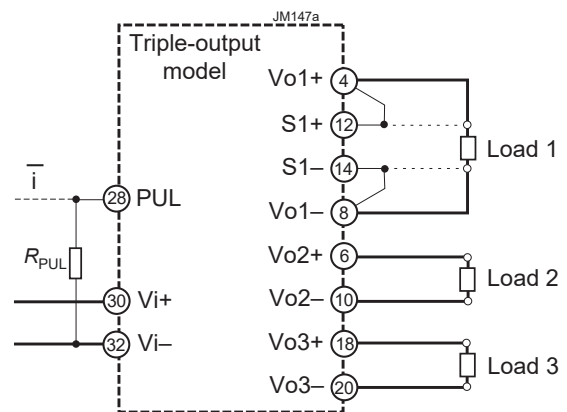 JM147a
Triple-output
model
Vo1+ 4
S1+ 12
S1– 14
Load 1
i
28 PUL
Vo1– 8
RPUL
Vo2+ 6
Load 2
30 Vi+
Vo2– 10
32 Vi–
Vo3+ 18
Load 3
Vo3– 20